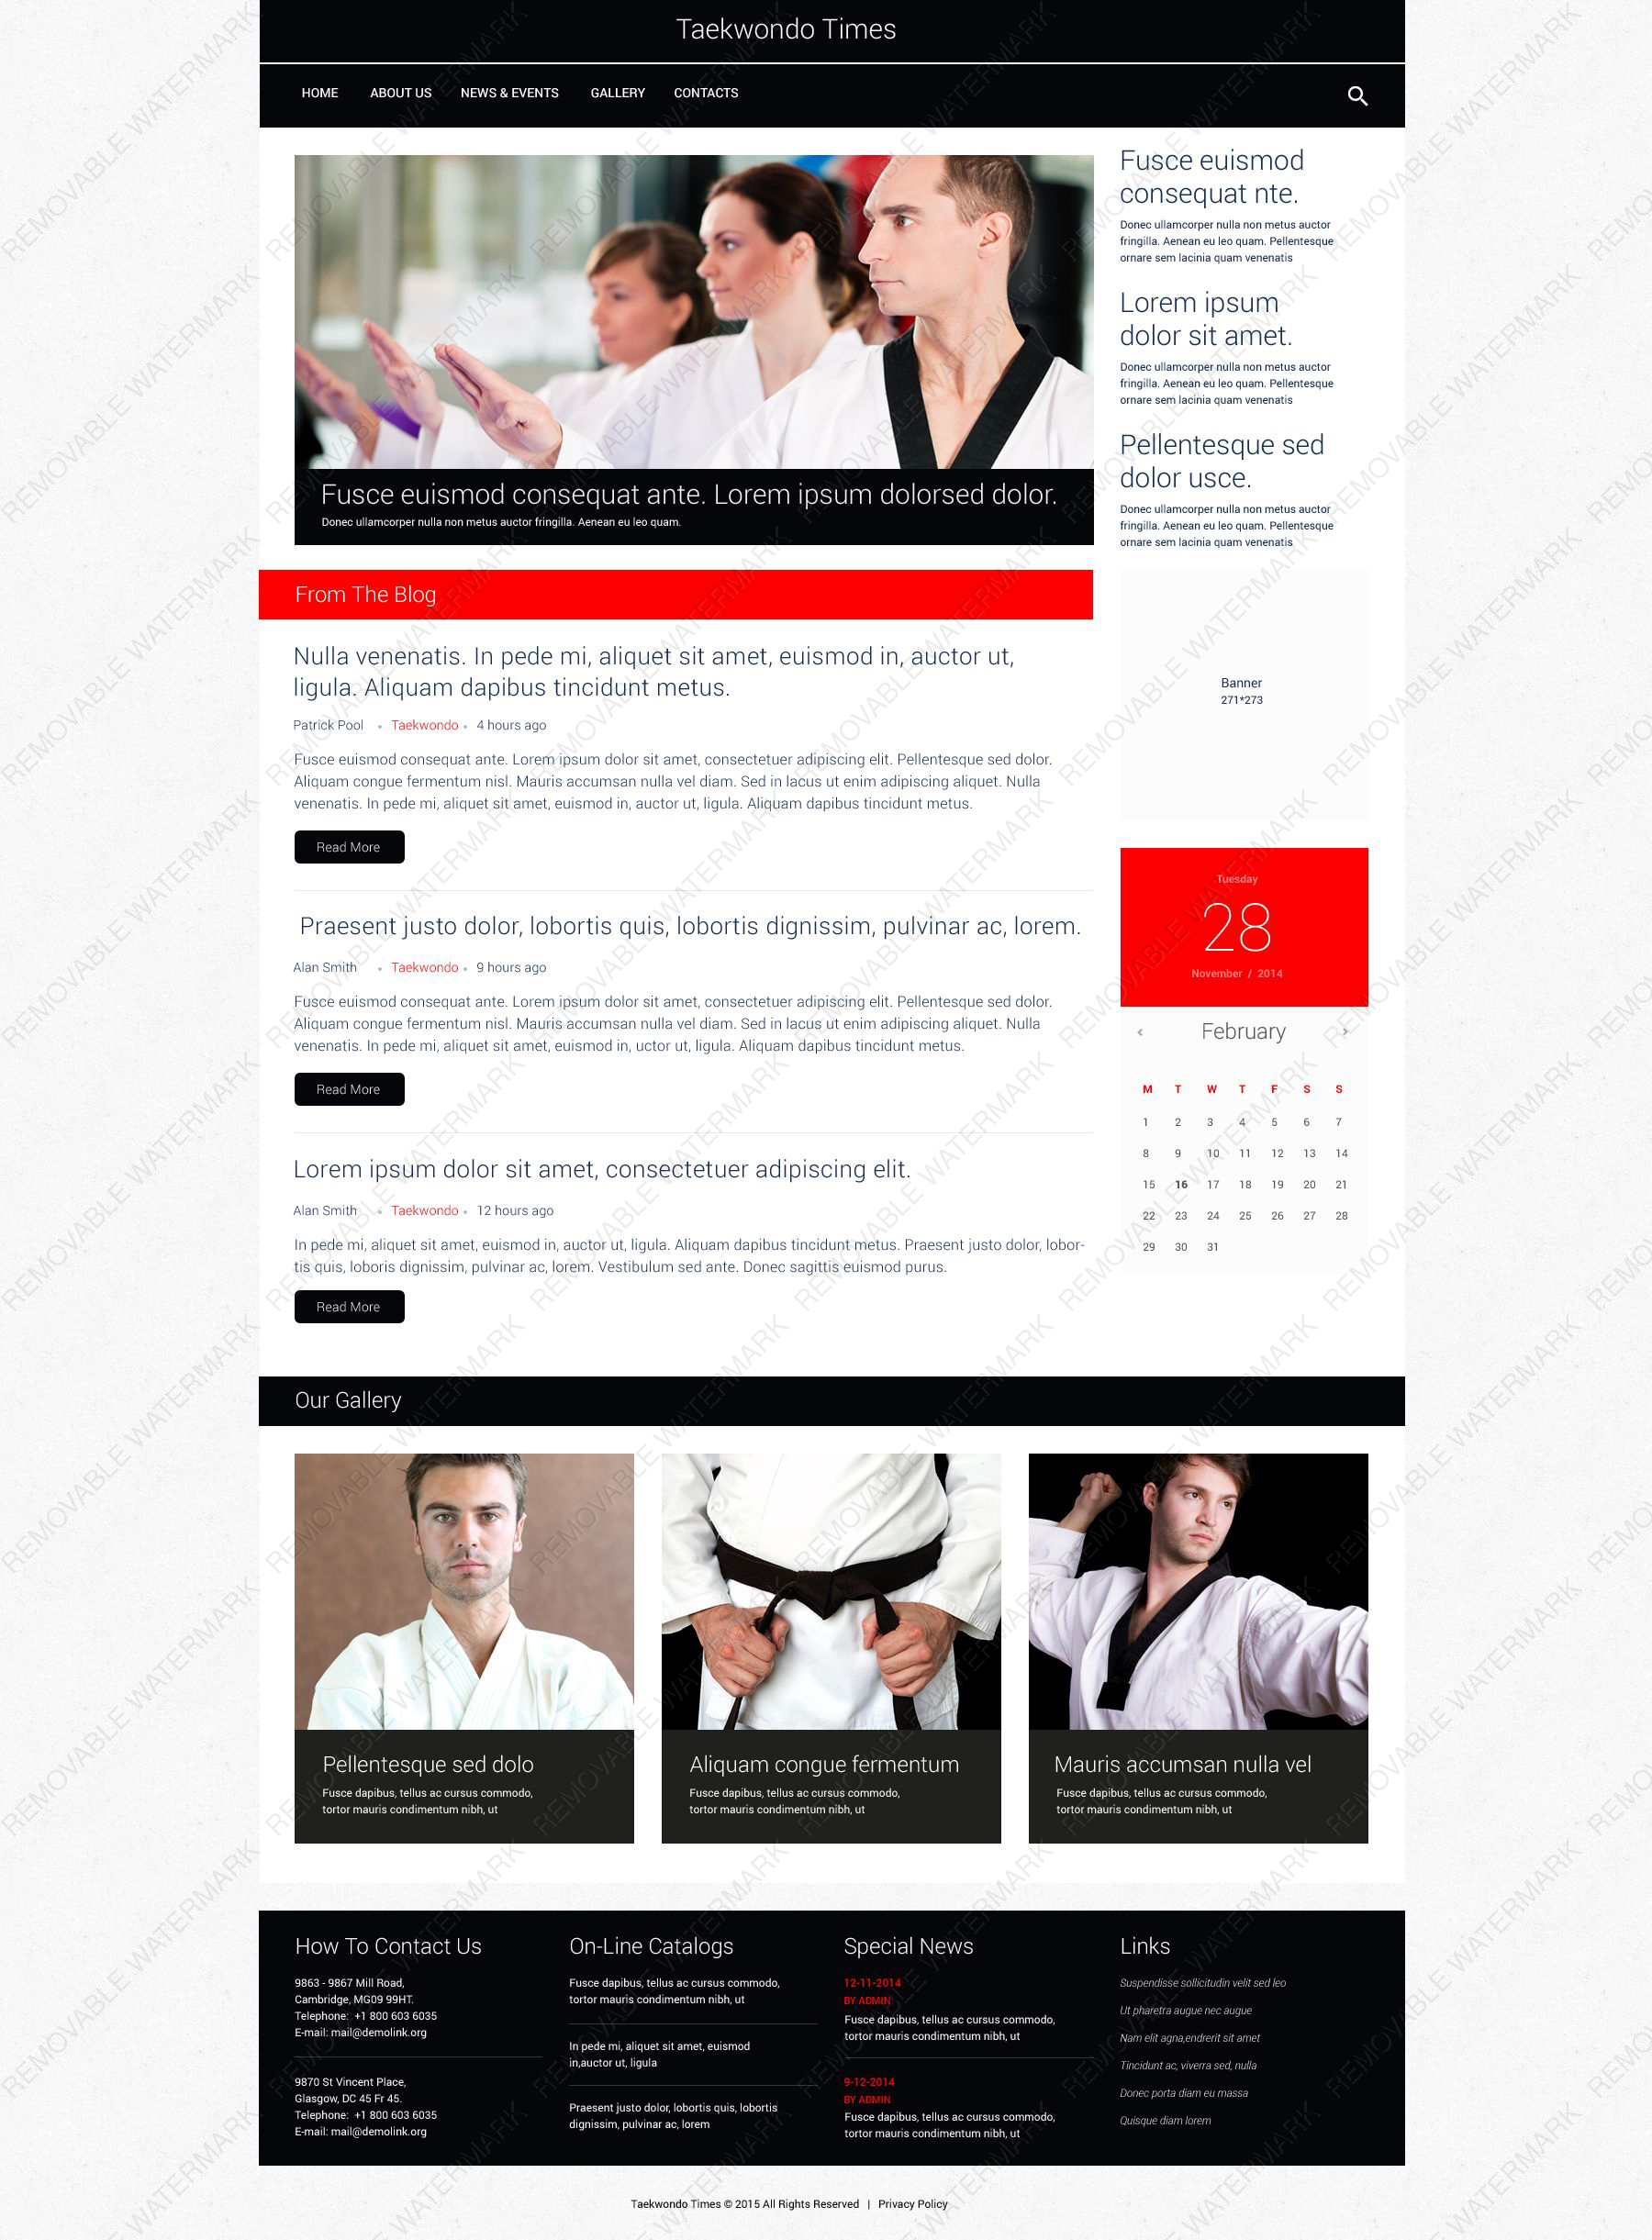 Taekwondo Times
HOME ABOUT US NEWS & EVENTS GALLERY CONTACTS
Fusce euismod consequat ante. Lorem ipsum dolorsed dolor.
Donec ullamcorper nulla non metus auctor fringilla. Aenean eu leo quam.
Fusce euismod
consequat nte.
Donec ullamcorper nulla non metus auctor
fringilla. Aenean eu leo quam. Pellentesque
ornare sem lacinia quam venenatis
Lorem ipsum
dolor sit amet.
Donec ullamcorper nulla non metus auctor
fringilla. Aenean eu leo quam. Pellentesque
ornare sem lacinia quam venenatis
Pellentesque sed
dolor usce.
Donec ullamcorper nulla non metus auctor
fringilla. Aenean eu leo quam. Pellentesque
ornare sem lacinia quam venenatis
From The Blog
Nulla venenatis. In pede mi, aliquet sit amet, euismod in, auctor ut,
ligula. Aliquam dapibus tincidunt metus.
Patrick Pool • Taekwondo • 4 hours ago
Fusce euismod consequat ante. Lorem ipsum dolor sit amet, consectetuer adipiscing elit. Pellentesque sed dolor.
Aliquam congue fermentum nisl. Mauris accumsan nulla vel diam. Sed in lacus ut enim adipiscing aliquet. Nulla
venenatis. In pede mi, aliquet sit amet, euismod in, auctor ut, ligula. Aliquam dapibus tincidunt metus.
Read More
Praesent justo dolor, lobortis quis, lobortis dignissim, pulvinar ac, lorem.
Alan Smith • Taekwondo • 9 hours ago
Fusce euismod consequat ante. Lorem ipsum dolor sit amet, consectetuer adipiscing elit. Pellentesque sed dolor.
Aliquam congue fermentum nisl. Mauris accumsan nulla vel diam. Sed in lacus ut enim adipiscing aliquet. Nulla
venenatis. In pede mi, aliquet sit amet, euismod in, uctor ut, ligula. Aliquam dapibus tincidunt metus.
Read More
Lorem ipsum dolor sit amet, consectetuer adipiscing elit.
Alan Smith • Taekwondo • 12 hours ago
In pede mi, aliquet sit amet, euismod in, auctor ut, ligula. Aliquam dapibus tincidunt metus. Praesent justo dolor, lobor-
tis quis, loboris dignissim, pulvinar ac, lorem. Vestibulum sed ante. Donec sagittis euismod purus.
Read More
Banner
271*273
Tuesday
28
November / 2014
‹ February ›
M T W T F S S
1 2 3 4 5 6 7
8 9 10 11 12 13 14
15 16 17 18 19 20 21
22 23 24 25 26 27 28
29 30 31
Our Gallery
Pellentesque sed dolo
Fusce dapibus, tellus ac cursus commodo,
tortor mauris condimentum nibh, ut
Aliquam congue fermentum
Fusce dapibus, tellus ac cursus commodo,
tortor mauris condimentum nibh, ut
Mauris accumsan nulla vel
Fusce dapibus, tellus ac cursus commodo,
tortor mauris condimentum nibh, ut
How To Contact Us
9863 - 9867 Mill Road,
Cambridge, MG09 99HT.
Telephone: +1 800 603 6035
E-mail: mail@demolink.org
9870 St Vincent Place,
Glasgow, DC 45 Fr 45.
Telephone: +1 800 603 6035
E-mail: mail@demolink.org
On-Line Catalogs
Fusce dapibus, tellus ac cursus commodo,
tortor mauris condimentum nibh, ut
In pede mi, aliquet sit amet, euismod
in,auctor ut, ligula
Praesent justo dolor, lobortis quis, lobortis
dignissim, pulvinar ac, lorem
Special News
12-11-2014
BY ADMIN
Fusce dapibus, tellus ac cursus commodo,
tortor mauris condimentum nibh, ut
9-12-2014
BY ADMIN
Fusce dapibus, tellus ac cursus commodo,
tortor mauris condimentum nibh, ut
Links
Suspendisse sollicitudin velit sed leo
Ut pharetra augue nec augue
Nam elit agna,endrerit sit amet
Tincidunt ac, viverra sed, nulla
Donec porta diam eu massa
Quisque diam lorem
Taekwondo Times © 2015 All Rights Reserved | Privacy Policy
REMOVABLE WATERMARK